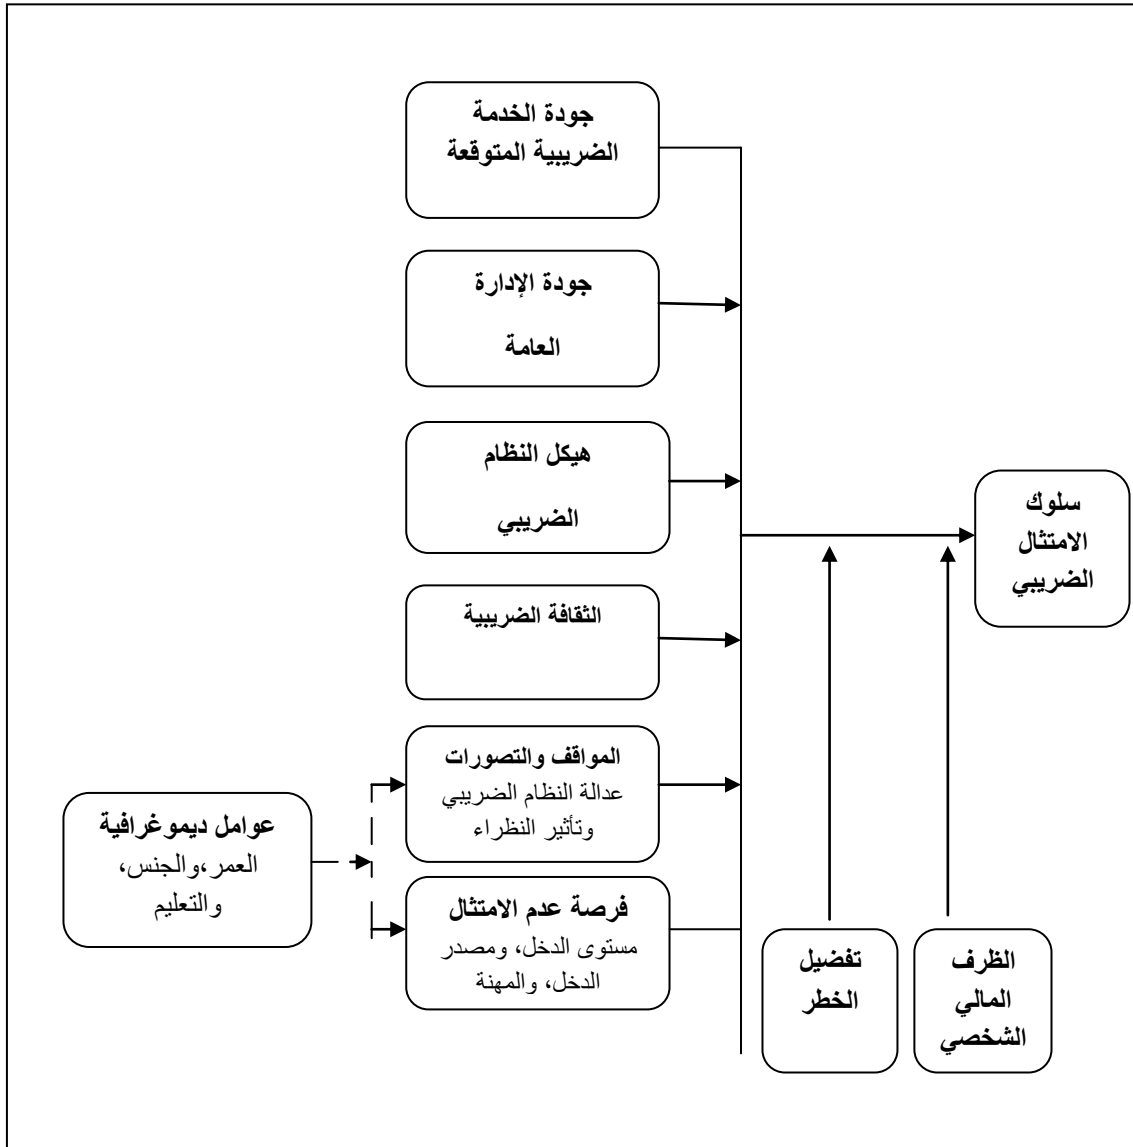 جودة الخدمة
الضريبية المتوقعة
جودة الإدارة
العامة
هيكل النظام
الضريبي
سلوك
الامتثال
الضريبي
الثقافة الضريبية
المواقف والتصورات
عدالة النظام الضريبي
وتأثير النظراء
عوامل ديموغرافية
العمر،والجنس،
والتعليم
فرصة عدم الامتثال
مستوى الدخل، ومصدر
الدخل، والمهنة
تفضيل
الخطر
الظرف
المالي
الشخصي